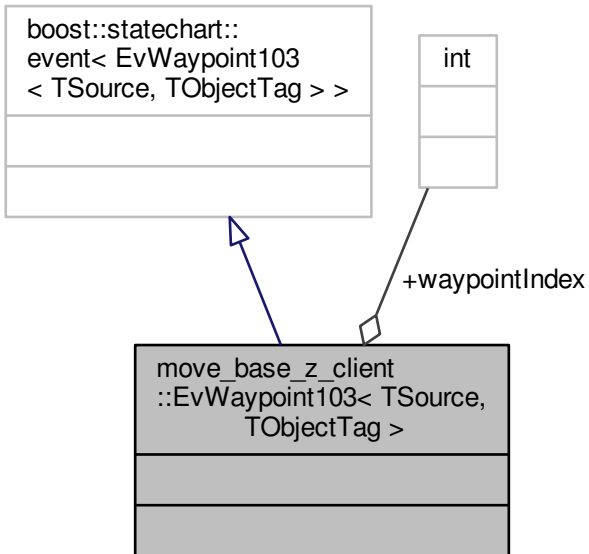 boost::statechart::
event< EvWaypoint103
< TSource, TObjectTag > >
int
+waypointIndex
move_base_z_client
::EvWaypoint103< TSource,
TObjectTag >